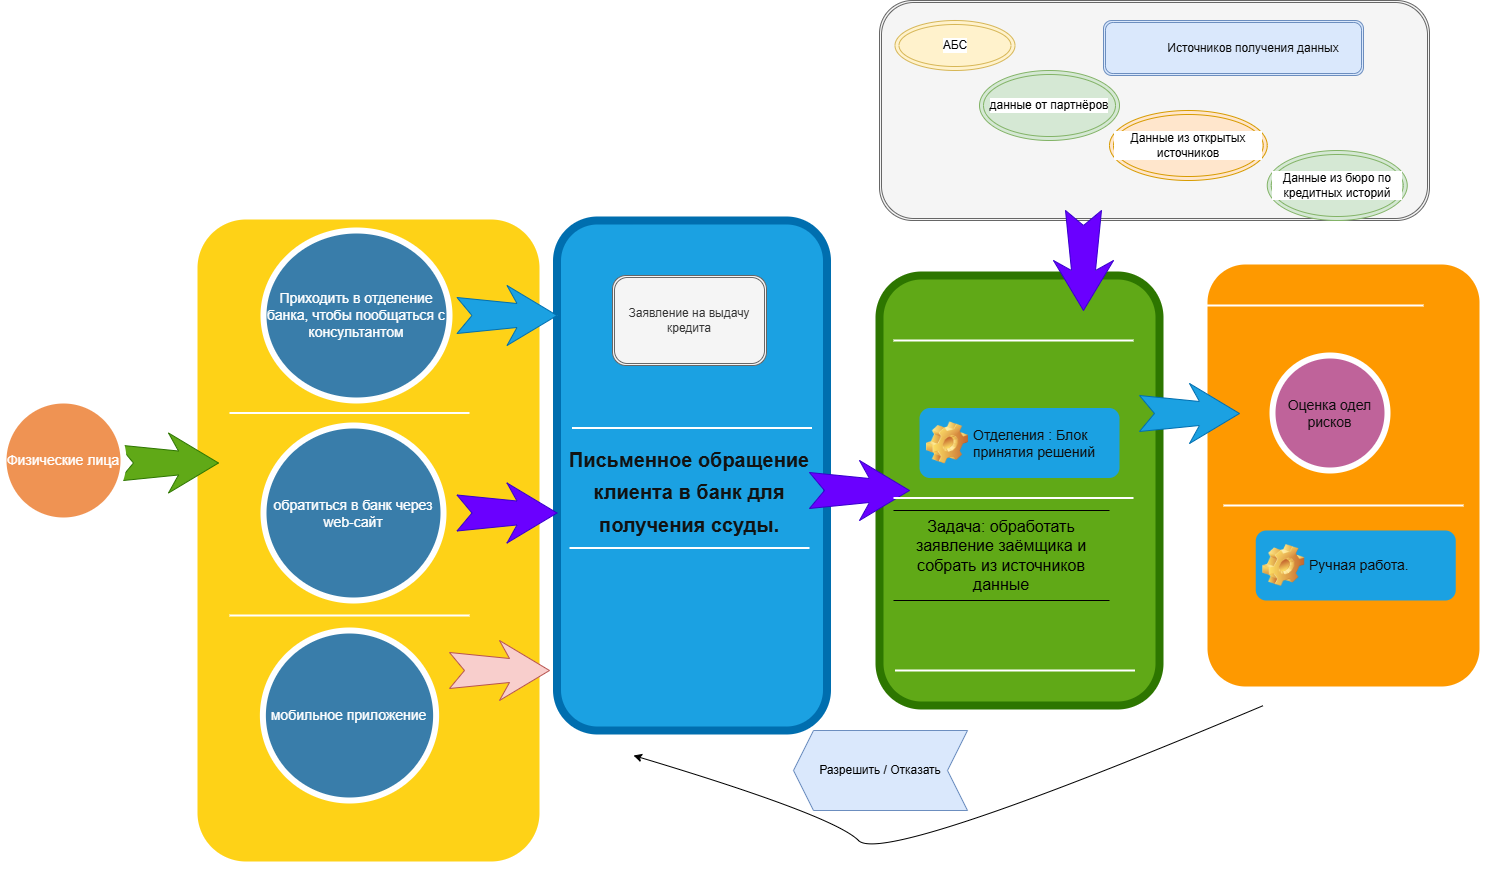 АБС
Источников получения данных
данные от партнёров
Данные из открытых
источников
Данные из бюро по
кредитных историй
Физические лица
Приходить в отделение
банка, чтобы пообщаться с
консультантом
обратиться в банк через
web-сайт
мобильное приложение
Заявление на выдачу
кредита
Письменное обращение
клиента в банк для
получения ссуды.
Отделения : Блок
принятия решений
Задача: обработать
заявление заёмщика и
собрать из источников
данные
Оценка одел
рисков
Ручная работа.
Разрешить / Отказать